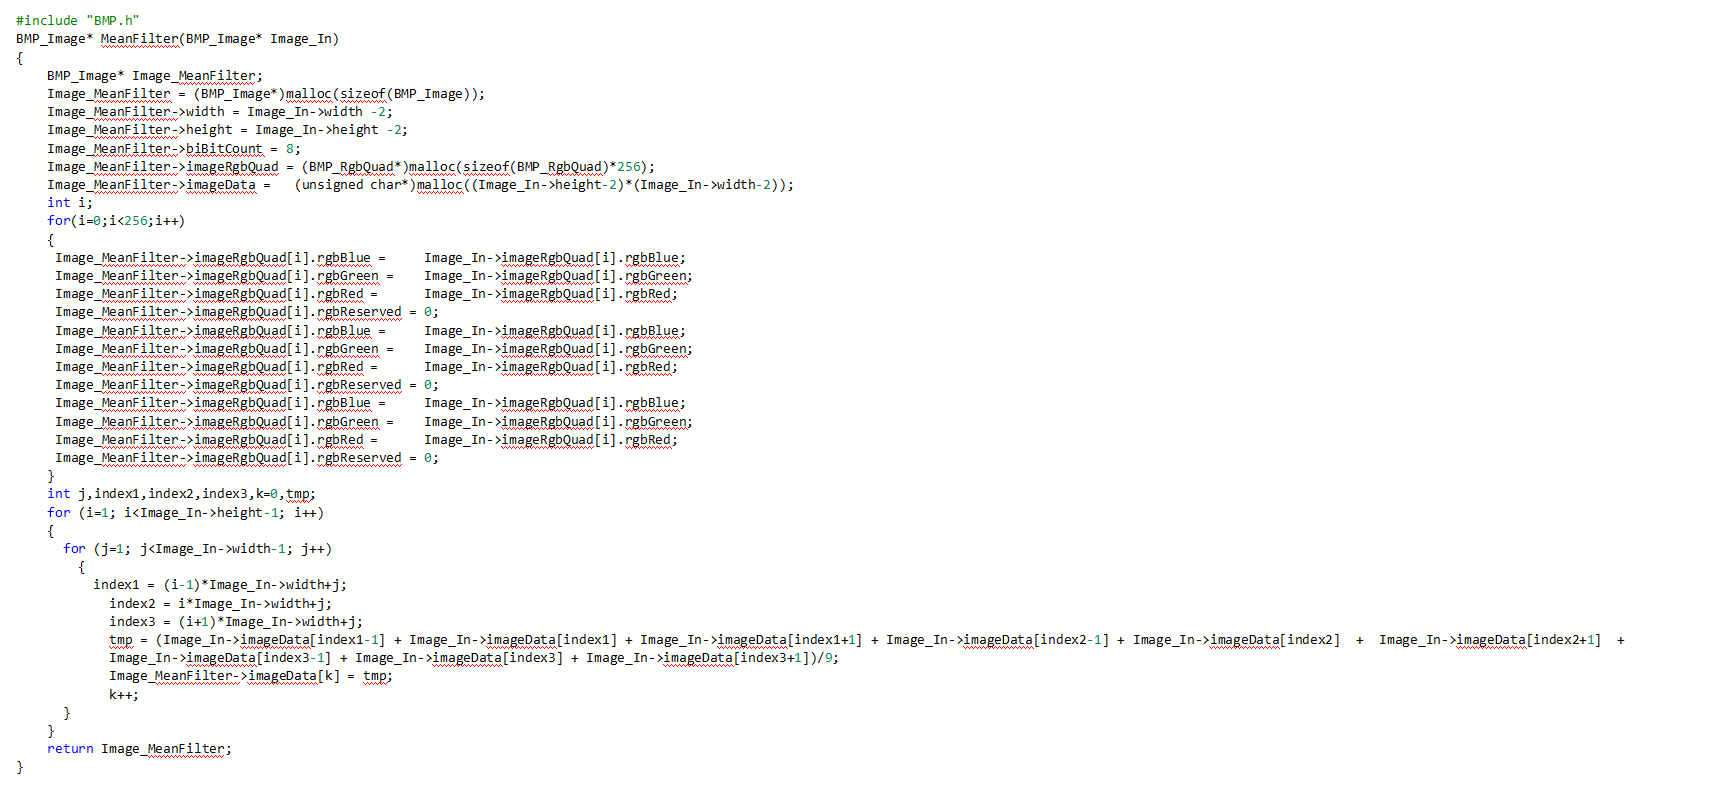 #include "BMP.h"
BMP_Image* MeanFilter(BMP_Image* Image_In)
{
    BMP_Image* Image_MeanFilter;
    Image_MeanFilter = (BMP_Image*)malloc(sizeof(BMP_Image));
    Image_MeanFilter->width = Image_In->width -2;
    Image_MeanFilter->height = Image_In->height -2;
    Image_MeanFilter->biBitCount = 8;
    Image_MeanFilter->imageRgbQuad = (BMP_RgbQuad*)malloc(sizeof(BMP_RgbQuad)*256);
    Image_MeanFilter->imageData =   (unsigned char*)malloc((Image_In->height-2)*(Image_In->width-2));
    int i;
    for(i=0;i<256;i++)
    {
     Image_MeanFilter->imageRgbQuad[i].rgbBlue =     Image_In->imageRgbQuad[i].rgbBlue;
     Image_MeanFilter->imageRgbQuad[i].rgbGreen =    Image_In->imageRgbQuad[i].rgbGreen;
     Image_MeanFilter->imageRgbQuad[i].rgbRed =      Image_In->imageRgbQuad[i].rgbRed;
     Image_MeanFilter->imageRgbQuad[i].rgbReserved = 0;
     Image_MeanFilter->imageRgbQuad[i].rgbBlue =     Image_In->imageRgbQuad[i].rgbBlue;
     Image_MeanFilter->imageRgbQuad[i].rgbGreen =    Image_In->imageRgbQuad[i].rgbGreen;
     Image_MeanFilter->imageRgbQuad[i].rgbRed =      Image_In->imageRgbQuad[i].rgbRed;
     Image_MeanFilter->imageRgbQuad[i].rgbReserved = 0;
     Image_MeanFilter->imageRgbQuad[i].rgbBlue =     Image_In->imageRgbQuad[i].rgbBlue;
     Image_MeanFilter->imageRgbQuad[i].rgbGreen =    Image_In->imageRgbQuad[i].rgbGreen;
     Image_MeanFilter->imageRgbQuad[i].rgbRed =      Image_In->imageRgbQuad[i].rgbRed;
     Image_MeanFilter->imageRgbQuad[i].rgbReserved = 0;
    }
    int j,index1,index2,index3,k=0,tmp;
    for (i=1; i<Image_In->height-1; i++)
    {
      for (j=1; j<Image_In->width-1; j++)
        {
          index1 = (i-1)*Image_In->width+j;
            index2 = i*Image_In->width+j;
            index3 = (i+1)*Image_In->width+j;
            tmp = (Image_In->imageData[index1-1] + Image_In->imageData[index1] + Image_In->imageData[index1+1] + Image_In->imageData[index2-1] + Image_In->imageData[index2]  +  Image_In->imageData[index2+1]  +
            Image_In->imageData[index3-1] + Image_In->imageData[index3] + Image_In->imageData[index3+1])/9;
            Image_MeanFilter->imageData[k] = tmp;
            k++;
      }
    }
    return Image_MeanFilter;
}